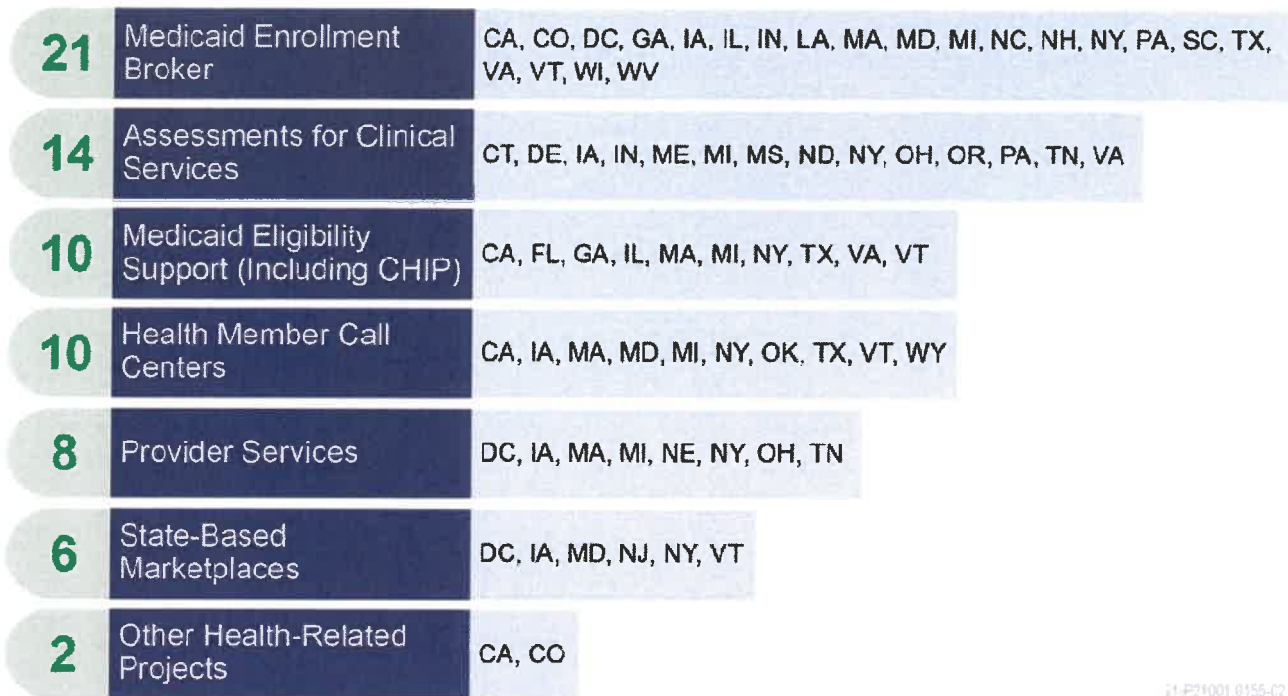 21
Medicaid Enrollment
Broker
CA, CO, DC, GA, IA, IL, IN, LA, MA, MD, MI, NC, NH, NY, PA, SC, TX,
VA, VT, WI, WV
14
Assessments for Clinical
Services
CT, DE, IA, IN, ME, MI, MS, ND, NY, OH, OR, PA, TN, VA
10
Medicaid Eligibility
Support (Including CHIP)
CA, FL, GA, IL, MA, MI, NY, TX, VA, VT
10
Health Member Call
Centers
CA, IA, MA, MD, MI, NY, OK, TX, VT, WY
8
Provider Services
DC, IA, MA, MI, NE, NY, OH, TN
6
State-Based
Marketplaces
DC, IA, MD, NJ, NY, VT
2
Other Health-Related
Projects
CA, CO
21-P21001.0155-02